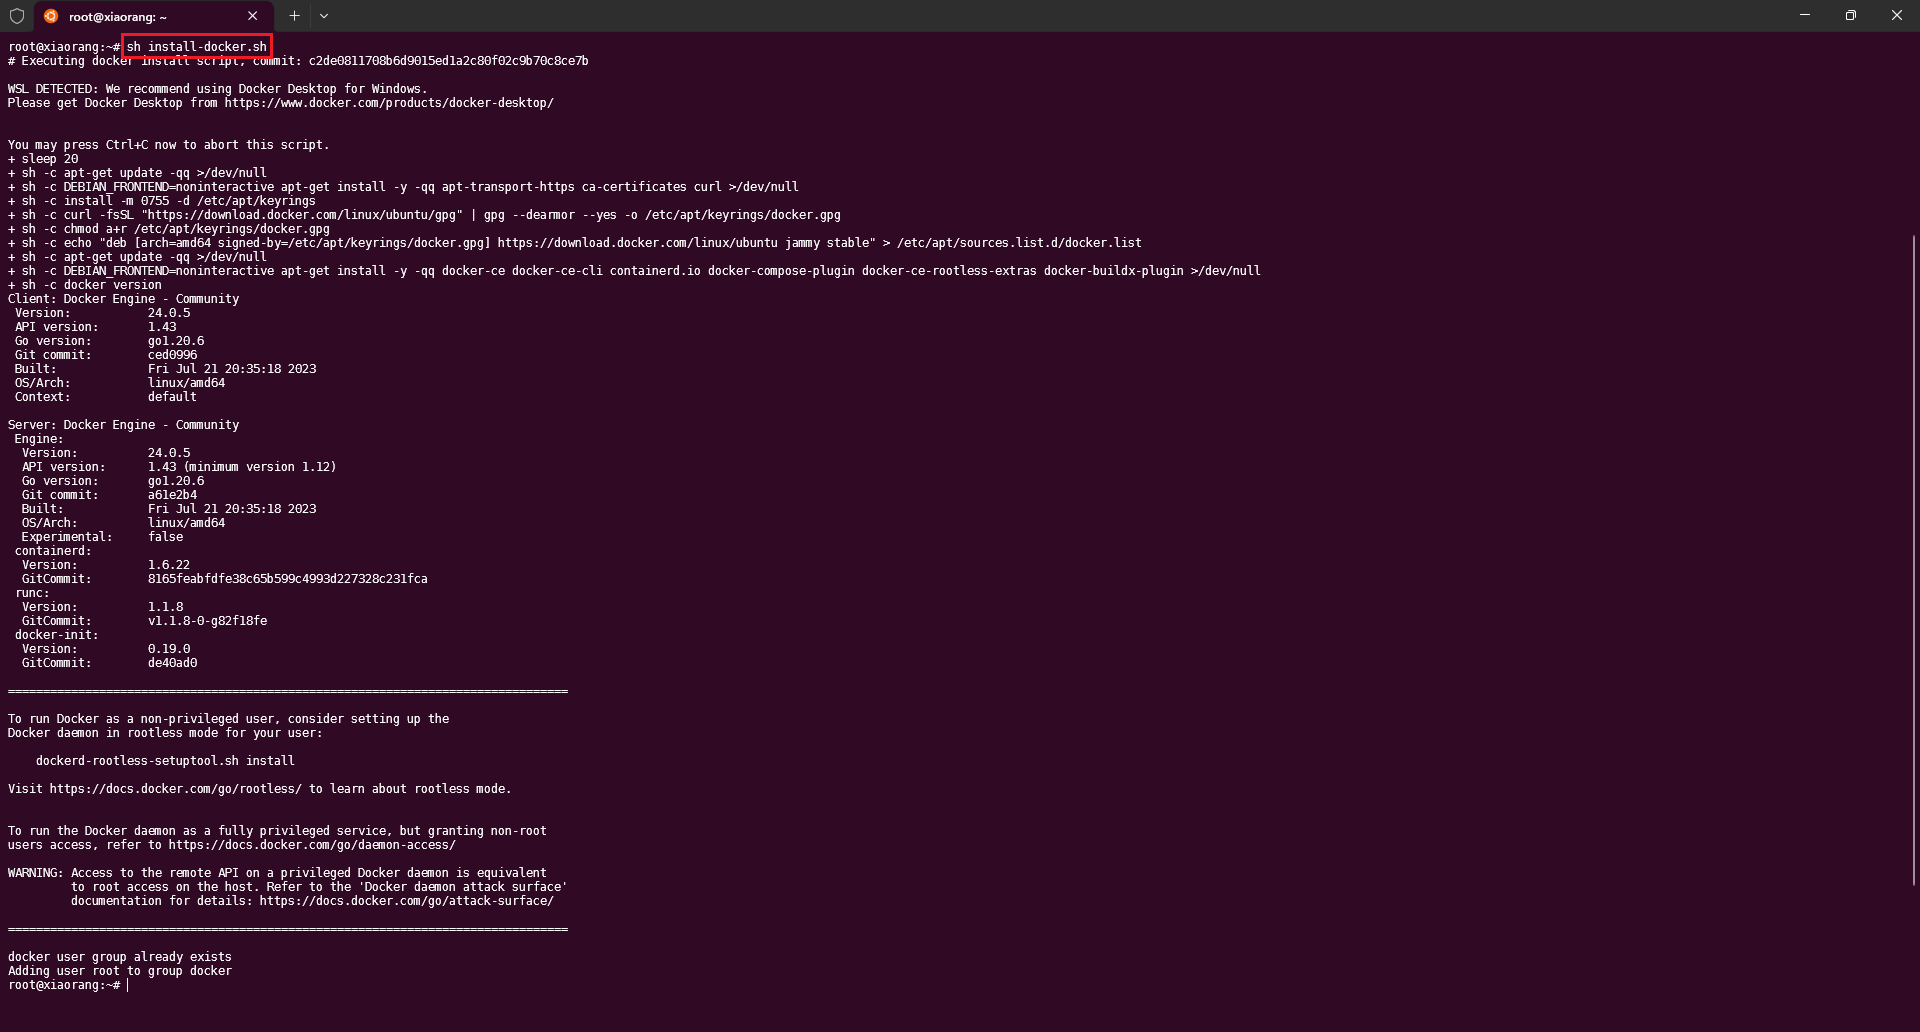 root@xiaorang: ~
root@xiaorang:~# sh install-docker.sh
# Executing docker install script, commit: c2de0811708b6d9015ed1a2c80f02c9b70c8ce7b
WSL DETECTED: We recommend using Docker Desktop for Windows.
Please get Docker Desktop from https://www.docker.com/products/docker-desktop/
You may press Ctrl+C now to abort this script.
+ sleep 20
+ sh -c apt-get update -qq >/dev/null
+ sh -c DEBIAN_FRONTEND=noninteractive apt-get install -y -qq apt-transport-https ca-certificates curl >/dev/null
+ sh -c install -m 0755 -d /etc/apt/keyrings
+ sh -c curl -fsSL "https://download.docker.com/linux/ubuntu/gpg" | gpg --dearmor --yes -o /etc/apt/keyrings/docker.gpg
+ sh -c chmod a+r /etc/apt/keyrings/docker.gpg
+ sh -c echo "deb [arch=amd64 signed-by=/etc/apt/keyrings/docker.gpg] https://download.docker.com/linux/ubuntu jammy stable" > /etc/apt/sources.list.d/docker.list
+ sh -c apt-get update -qq >/dev/null
+ sh -c DEBIAN_FRONTEND=noninteractive apt-get install -y -qq docker-ce docker-ce-cli containerd.io docker-compose-plugin docker-ce-rootless-extras docker-buildx-plugin >/dev/null
+ sh -c docker version
Client: Docker Engine - Community
Version: 24.0.5
API version: 1.43
Go version: go1.20.6
Git commit: ced0996
Built: Fri Jul 21 20:35:18 2023
OS/Arch: linux/amd64
Context: default
Server: Docker Engine - Community
Engine:
Version: 24.0.5
API version: 1.43 (minimum version 1.12)
Go version: go1.20.6
Git commit: a61e2b4
Built: Fri Jul 21 20:35:18 2023
OS/Arch: linux/amd64
Experimental: false
containerd:
Version: 1.6.22
GitCommit: 8165feabfdfe38c65b599c4993d227328c231fca
runc:
Version: 1.1.8
GitCommit: v1.1.8-0-g82f18fe
docker-init:
Version: 0.19.0
GitCommit: de40ad0
================================================================================
To run Docker as a non-privileged user, consider setting up the
Docker daemon in rootless mode for your user:
dockerd-rootless-setuptool.sh install
Visit https://docs.docker.com/go/rootless/ to learn about rootless mode.
To run the Docker daemon as a fully privileged service, but granting non-root
users access, refer to https://docs.docker.com/go/daemon-access/
WARNING: Access to the remote API on a privileged Docker daemon is equivalent
to root access on the host. Refer to the 'Docker daemon attack surface'
documentation for details: https://docs.docker.com/go/attack-surface/
================================================================================
docker user group already exists
Adding user root to group docker
root@xiaorang:~#